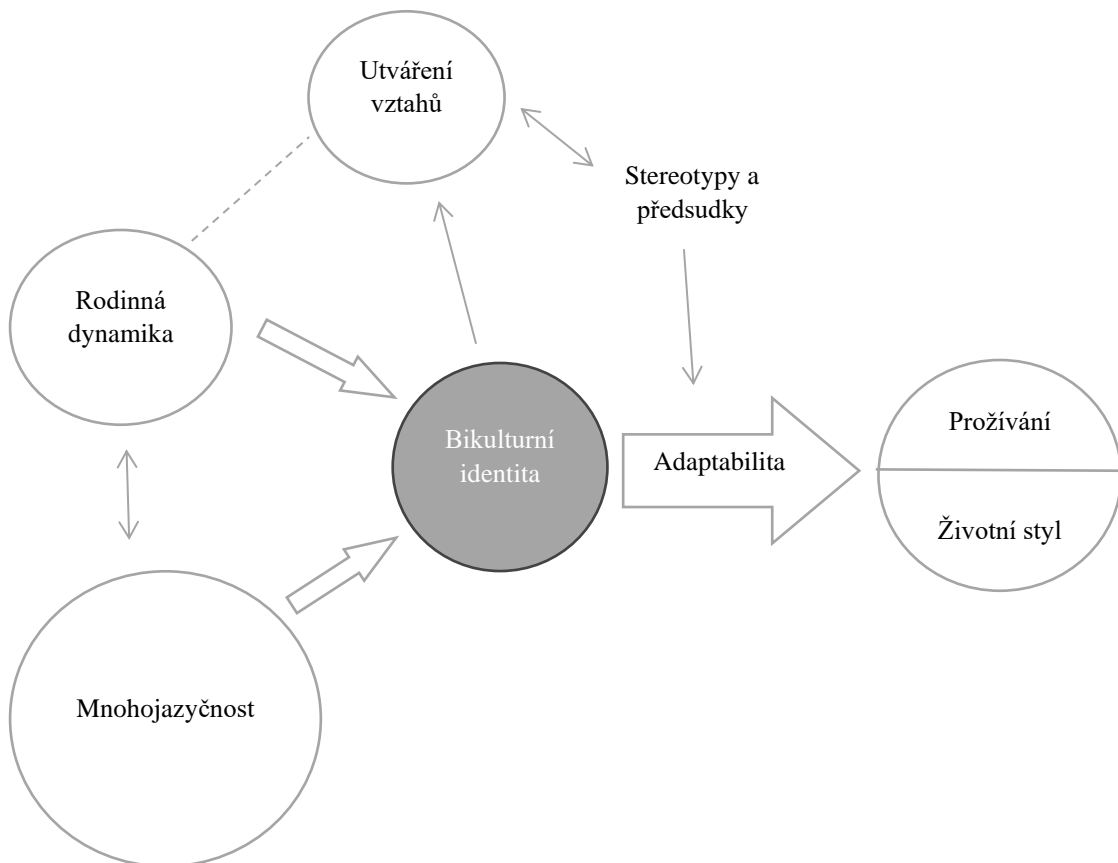 Utváření
vztahů
Stereotypy a
předsudky
Rodinná
dynamika
Bikulturní
identita
Adaptabilita
Prožívání
Životní styl
Mnohojazyčnost